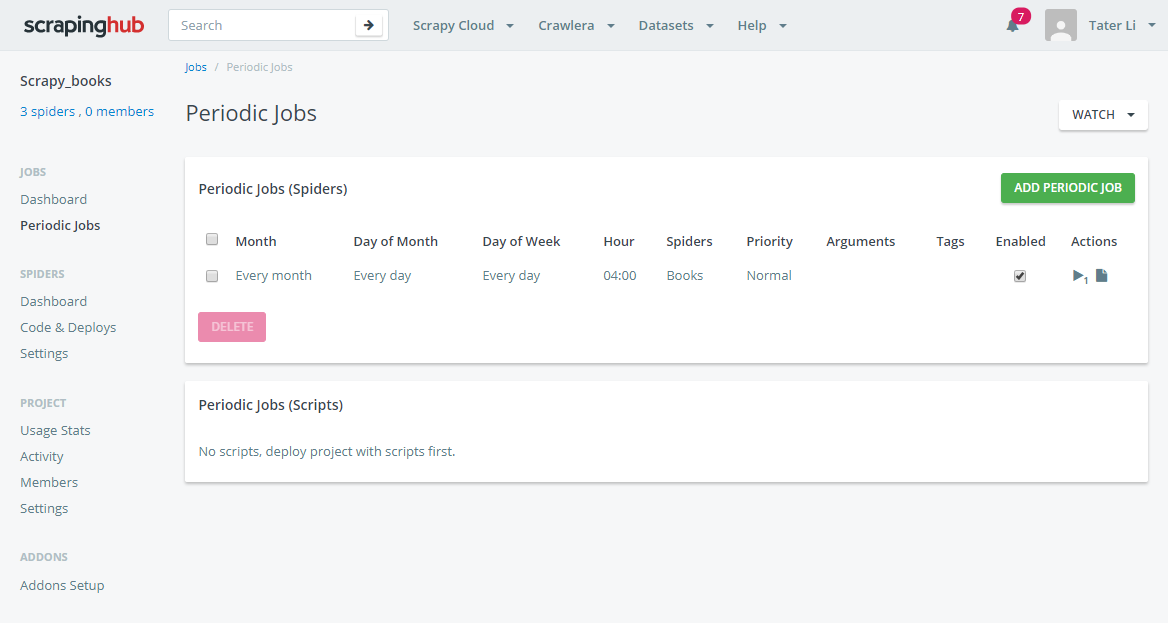 scrapinghub Search Scrapy Cloud Crawlera Datasets Help 7 Tater Li
Jobs / Periodic Jobs
Scrapy_books
3 spiders , 0 members
Periodic Jobs
WATCH
JOBS
Dashboard
Periodic Jobs
SPIDERS
Dashboard
Code & Deploys
Settings
PROJECT
Usage Stats
Activity
Members
Settings
ADDONS
Addons Setup
Periodic Jobs (Spiders)
ADD PERIODIC JOB
Month Day of Month Day of Week Hour Spiders Priority Arguments Tags Enabled Actions
Every month Every day Every day 04:00 Books Normal 1
DELETE
Periodic Jobs (Scripts)
No scripts, deploy project with scripts first.